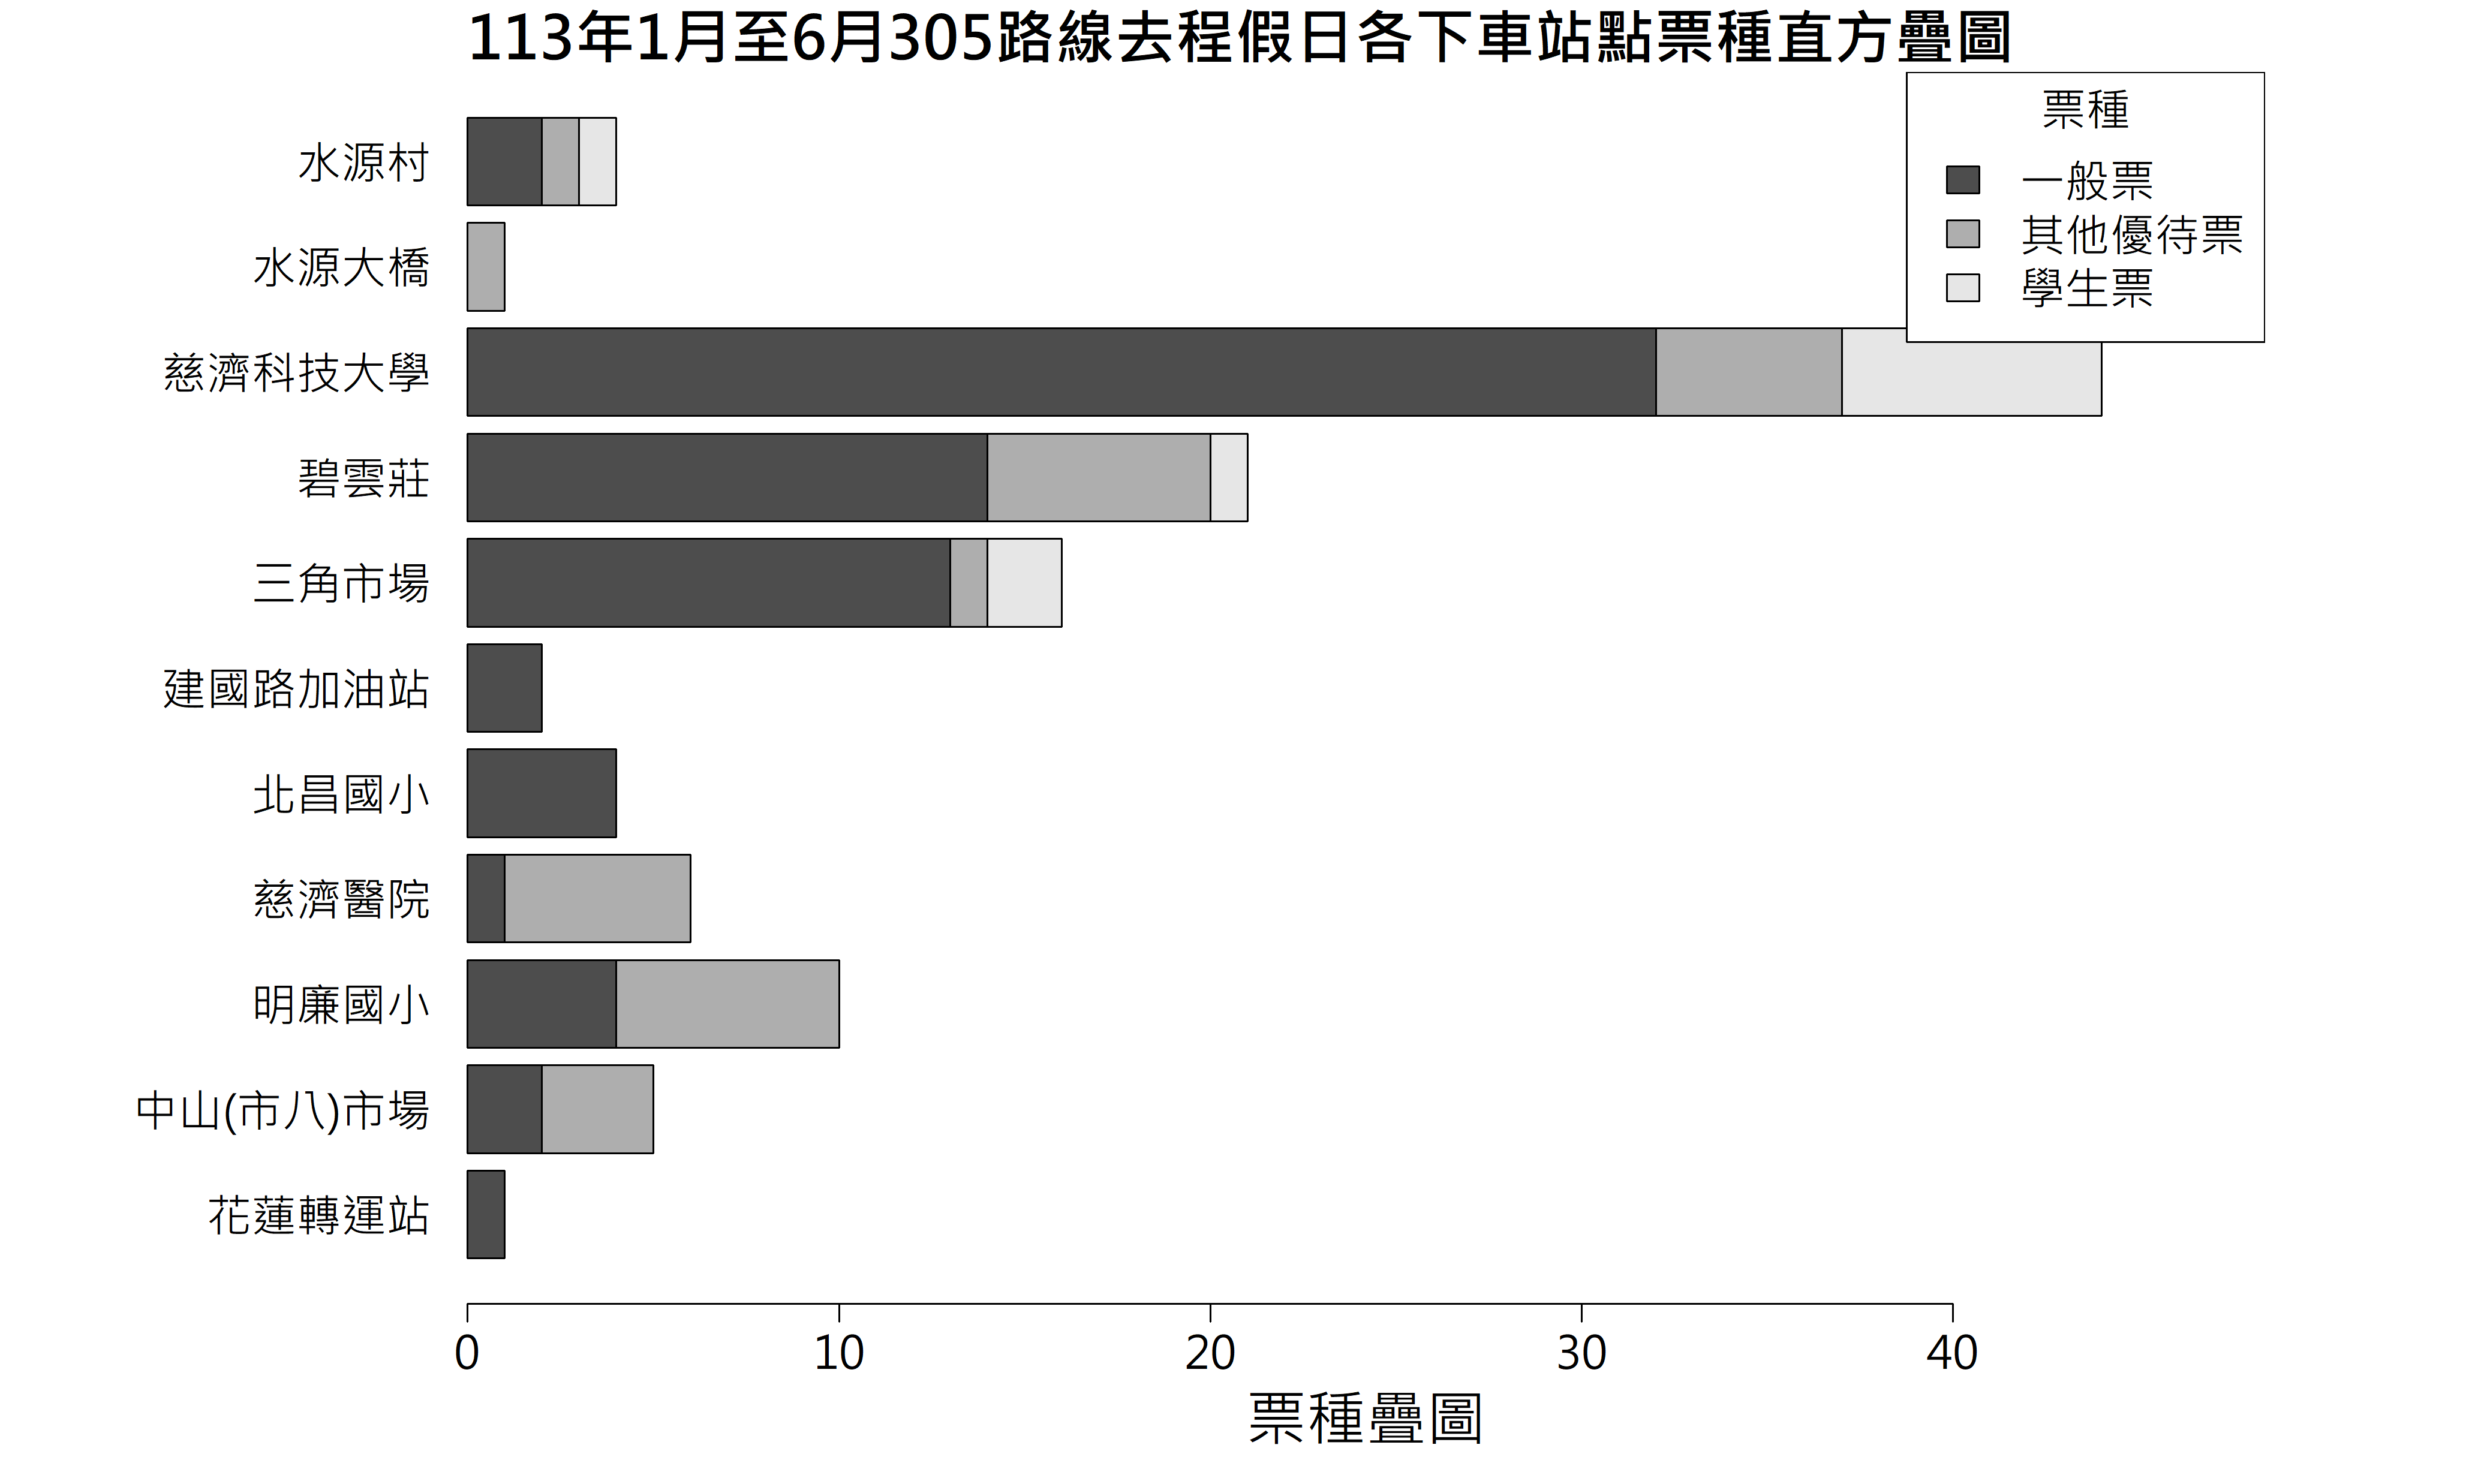 113年1月至6月305路線去程假日各下車站點票種直方疊圖
票種
一般票
其他優待票
學生票
水源村
水源大橋
慈濟科技大學
碧雲莊
三角市場
建國路加油站
北昌國小
慈濟醫院
明廉國小
中山(市八)市場
花蓮轉運站
0 10 20 30 40
票種疊圖